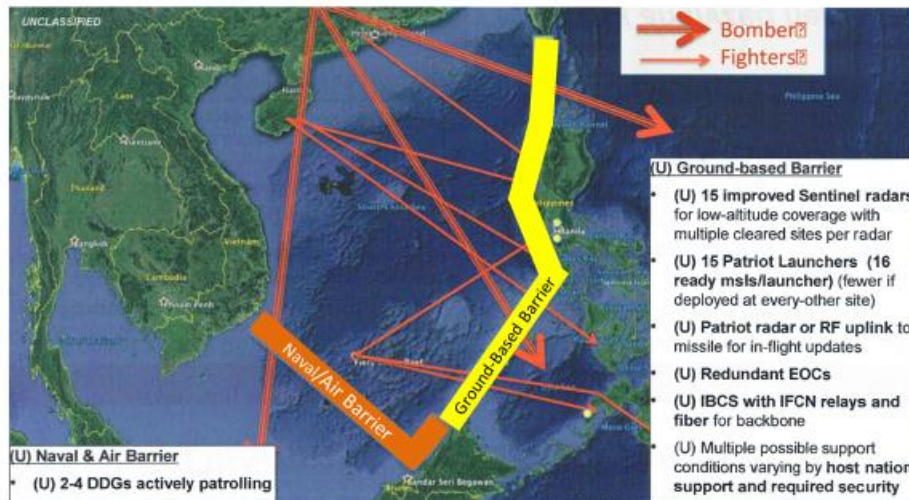 UNCLASSIFIED
Bomber
Fighters
Philippine Sea
Laos
Thailand
Bangkok
Vietnam
Cambodia
Phnom Penh
Manila
Naval/Air Barrier
Ground-Based Barrier
Bandar Seri Begawan
(U) Ground-based Barrier
• (U) 15 improved Sentinel radars
for low-altitude coverage with
multiple cleared sites per radar
• (U) 15 Patriot Launchers (16
ready msls/launcher) (fewer if
deployed at every-other site)
• (U) Patriot radar or RF uplink to
missile for in-flight updates
• (U) Redundant EOCs
• (U) IBCS with IFCN relays and
fiber for backbone
• (U) Multiple possible support
conditions varying by host nation
support and required security
(U) Naval & Air Barrier
• (U) 2-4 DDGs actively patrolling